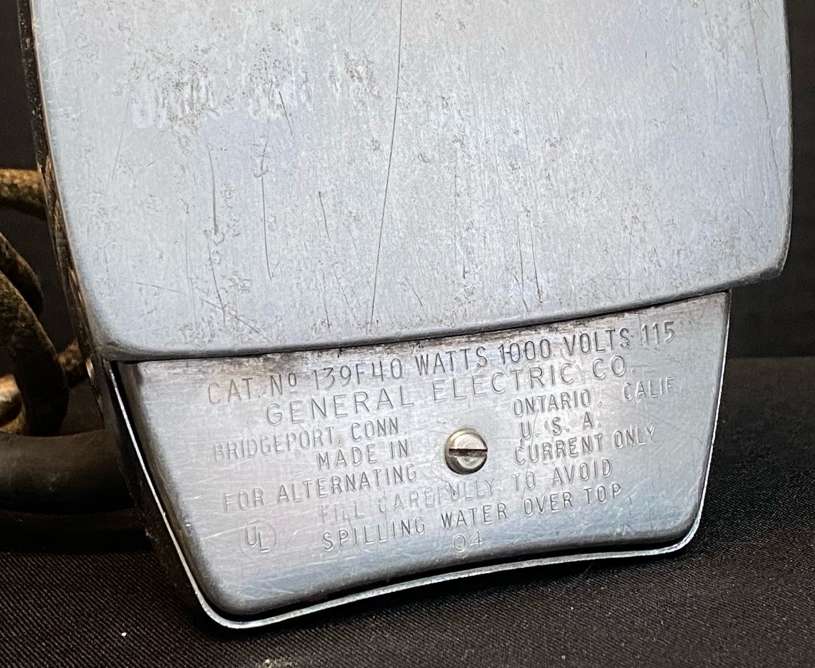 CAT. Nº 139F40 WATTS 1000 VOLTS 115
GENERAL ELECTRIC CO.
BRIDGEPORT, CONN. ONTARIO, CALIF.
MADE IN U. S. A.
FOR ALTERNATING CURRENT ONLY
FILL CAREFULLY TO AVOID
SPILLING WATER OVER TOP
UL
04